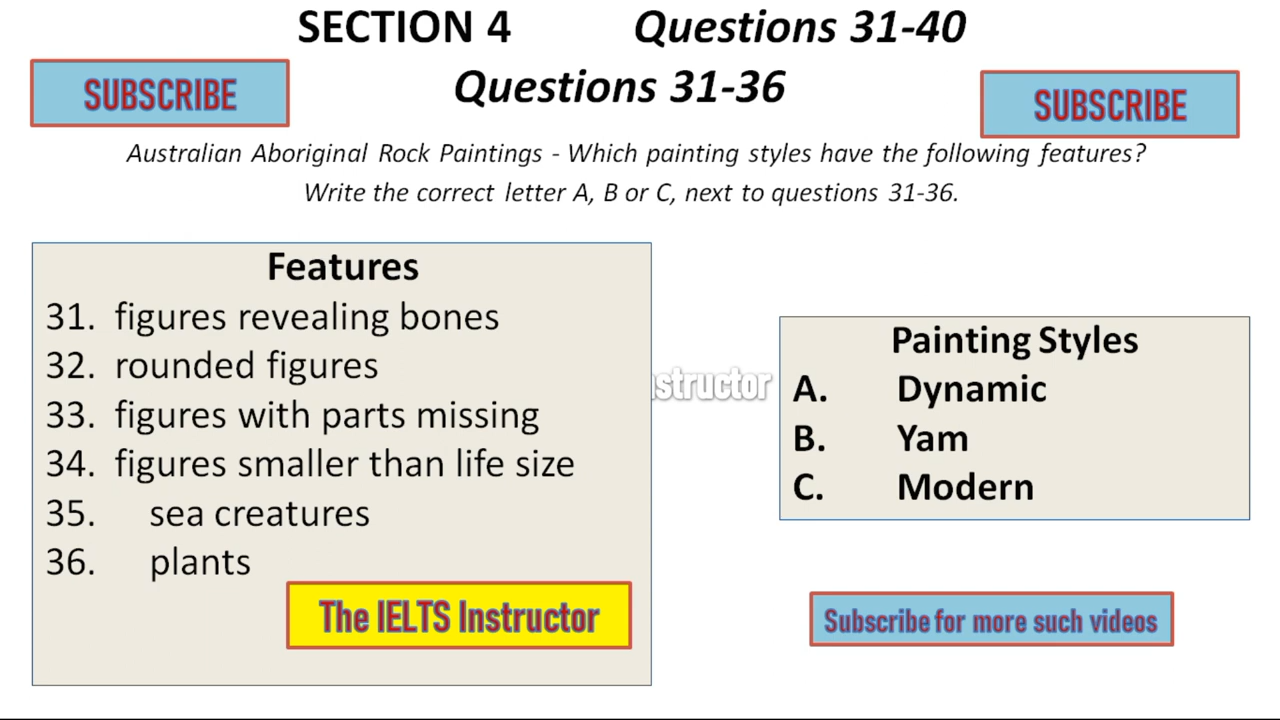 SECTION 4 Questions 31-40
Questions 31-36
SUBSCRIBE
SUBSCRIBE
Australian Aboriginal Rock Paintings - Which painting styles have the following features?
Write the correct letter A, B or C, next to questions 31-36.
Features
31. figures revealing bones
32. rounded figures
33. figures with parts missing
34. figures smaller than life size
35. sea creatures
36. plants
The IELTS Instructor
Painting Styles
A. Dynamic
B. Yam
C. Modern
Subscribe for more such videos